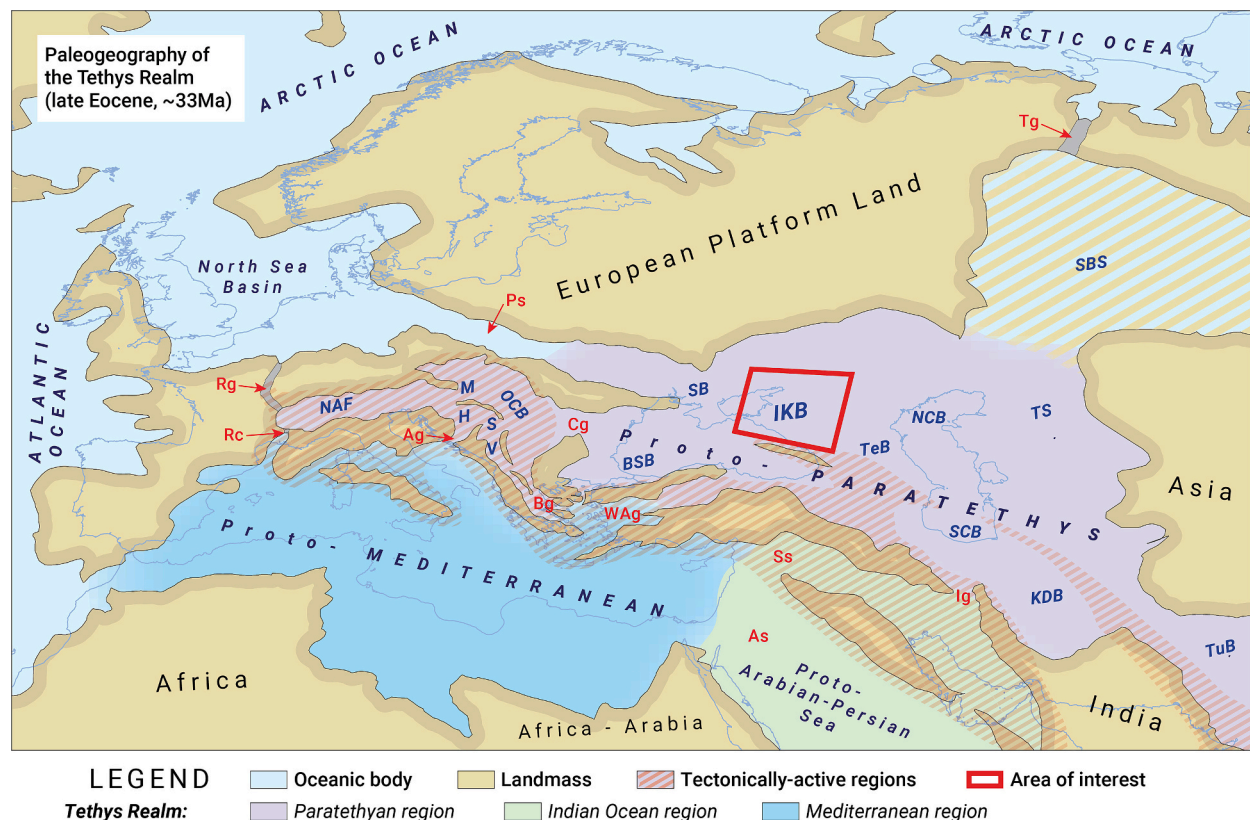 Paleogeography of
the Tethys Realm
(late Eocene, ~33Ma)
ARCTIC OCEAN
ARCTIC OCEAN
Tg
European Platform Land
SBS
North Sea
Basin
Ps
ATLANTIC
OCEAN
Rg
NAF
M
OCB
SB
IKB
NCB
TS
Rc
Ag
H
S
V
Cg
BSB
TeB
Proto-PARATETHYS
Asia
Bg
WAg
SCB
Proto-MEDITERRANEAN
Ss
Ig
KDB
As
TuB
Proto-
Arabian-Persian
Sea
Africa
Africa - Arabia
India
LEGEND
Oceanic body
Landmass
Tectonically-active regions
Area of interest
Tethys Realm:
Paratethyan region
Indian Ocean region
Mediterranean region